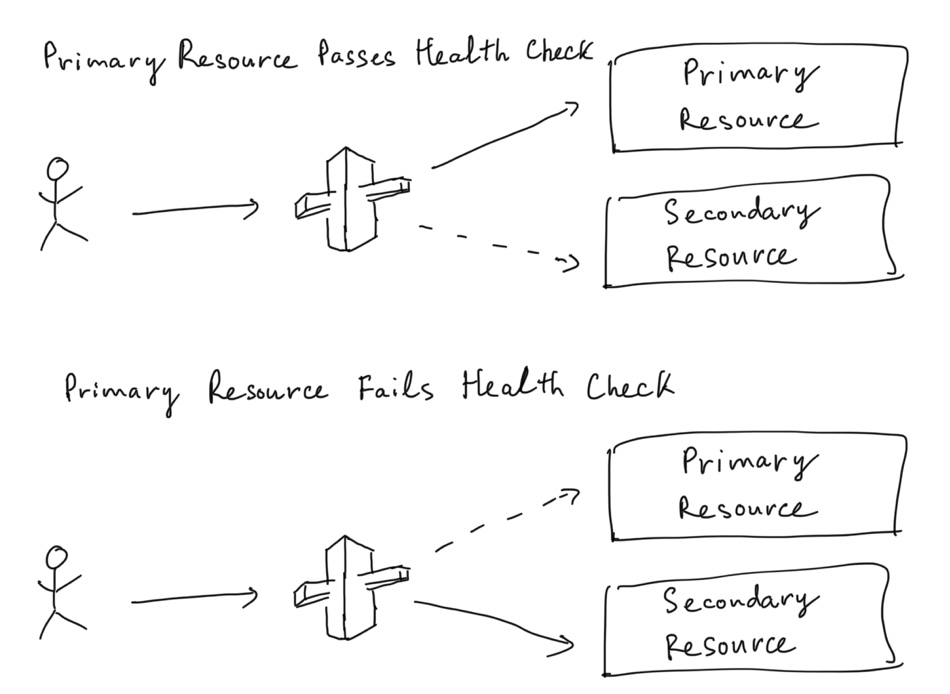 Primary Resource Passes Health Check
Primary
Resource
Secondary
Resource
Primary Resource Fails Health Check
Primary
Resource
Secondary
Resource